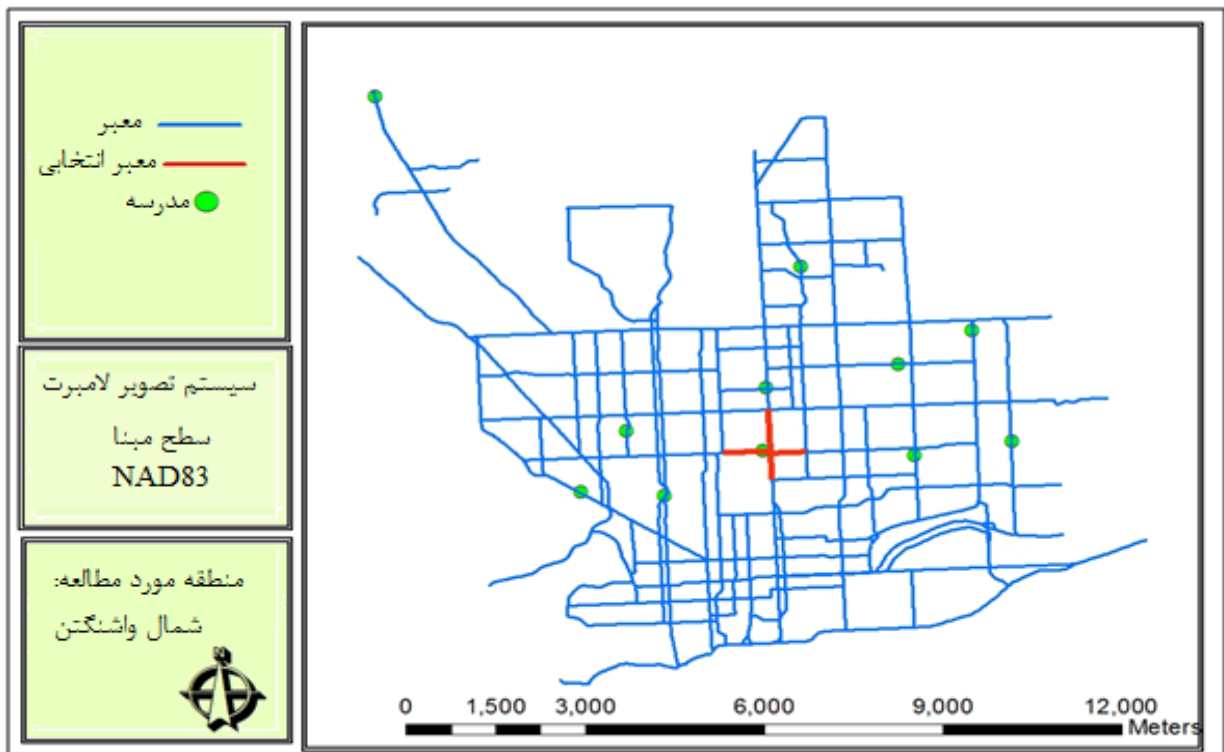 معبر
معبر انتخابی
مدرسه
سیستم تصویر لامبرت
سطح مبنا
NAD83
منطقه مورد مطالعه:
شمال واشنگتن
N
0 1,500 3,000 6,000 9,000 12,000
Meters